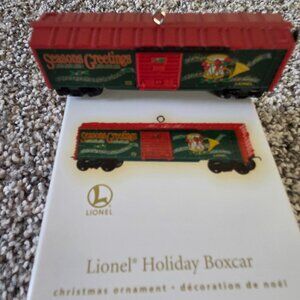 Seasons Greetings
Seasons Greetings
LIONEL
Lionel® Holiday Boxcar
christmas ornament - décoration de noël